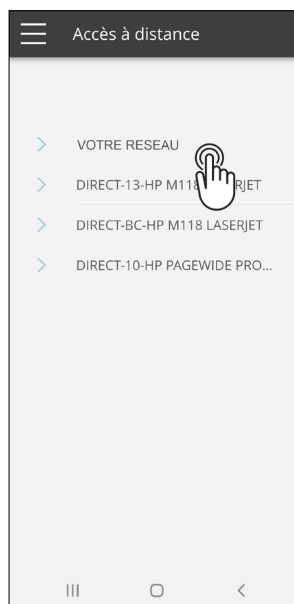 Accès à distance
VOTRE RESEAU
DIRECT-13-HP M118 RJET
DIRECT-BC-HP M118 LASERJET
DIRECT-10-HP PAGEWIDE PRO...